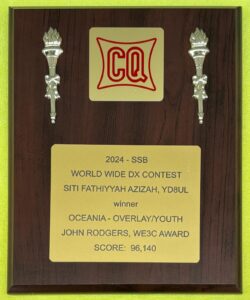 CQ
2024 - SSB
WORLD WIDE DX CONTEST
SITI FATHIYYAH AZIZAH, YD8UL
winner
OCEANIA - OVERLAY/YOUTH
JOHN RODGERS, WE3C AWARD
SCORE: 96,140